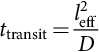 t_transit = l_eff^2 / D